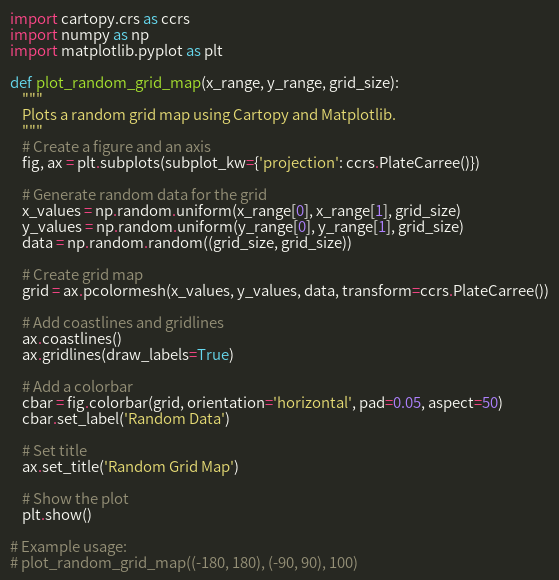 import cartopy.crs as ccrs
import numpy as np
import matplotlib.pyplot as plt

def plot_random_grid_map(x_range, y_range, grid_size):
    """
    Plots a random grid map using Cartopy and Matplotlib.
    """
    # Create a figure and an axis
    fig, ax = plt.subplots(subplot_kw={'projection': ccrs.PlateCarree()})

    # Generate random data for the grid
    x_values = np.random.uniform(x_range[0], x_range[1], grid_size)
    y_values = np.random.uniform(y_range[0], y_range[1], grid_size)
    data = np.random.random((grid_size, grid_size))

    # Create grid map
    grid = ax.pcolormesh(x_values, y_values, data, transform=ccrs.PlateCarree())

    # Add coastlines and gridlines
    ax.coastlines()
    ax.gridlines(draw_labels=True)

    # Add a colorbar
    cbar = fig.colorbar(grid, orientation='horizontal', pad=0.05, aspect=50)
    cbar.set_label('Random Data')

    # Set title
    ax.set_title('Random Grid Map')

    # Show the plot
    plt.show()

# Example usage:
# plot_random_grid_map((-180, 180), (-90, 90), 100)